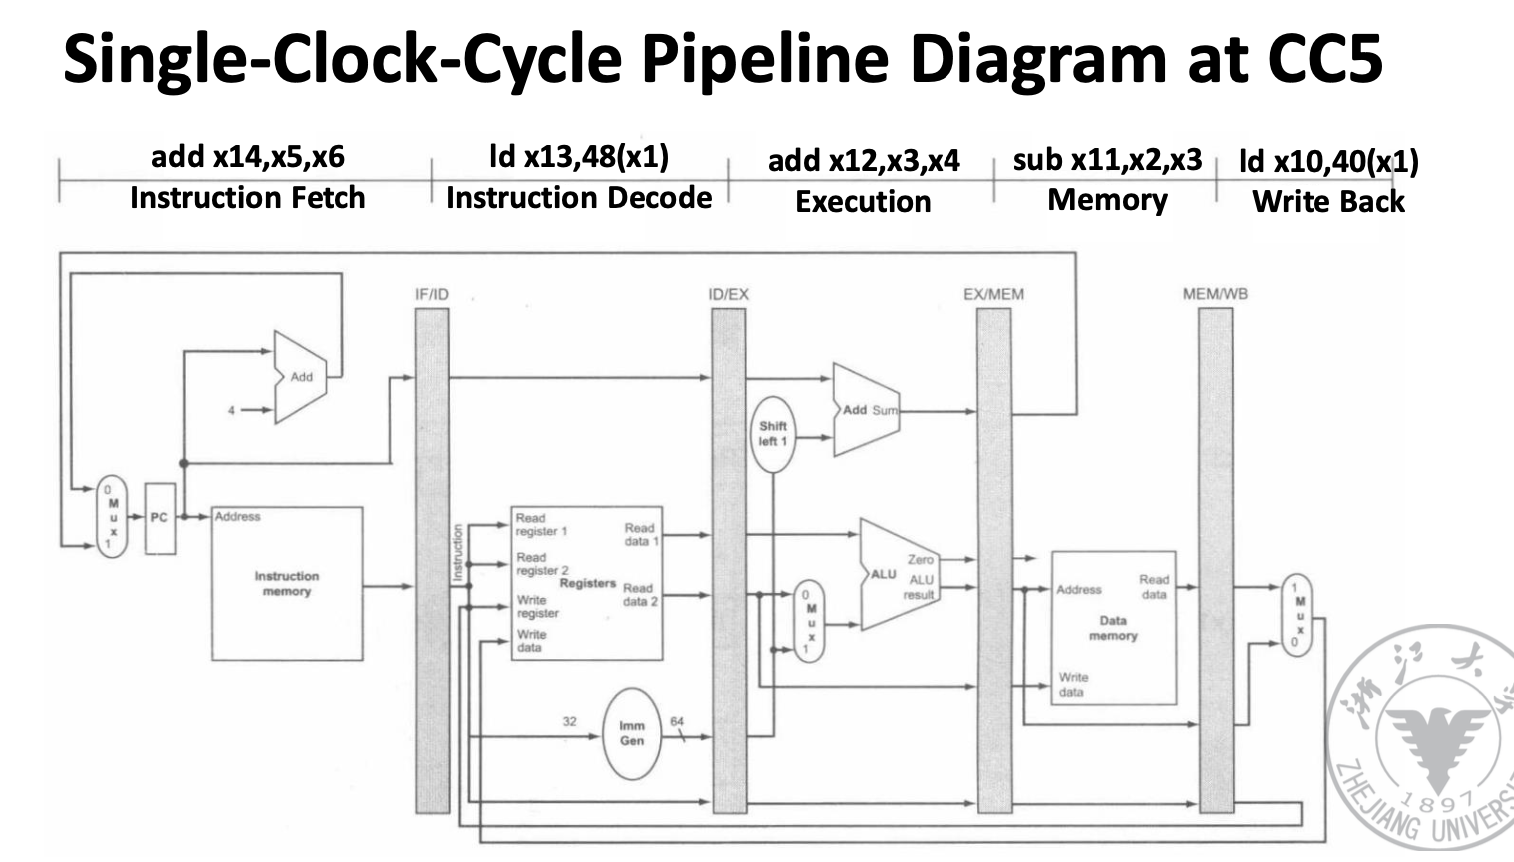 Single-Clock-Cycle Pipeline Diagram at CC5
add x14,x5,x6
Instruction Fetch
ld x13,48(x1)
Instruction Decode
add x12,x3,x4
Execution
sub x11,x2,x3
Memory
ld x10,40(x1)
Write Back
IF/ID
ID/EX
EX/MEM
MEM/WB
Add
4
Add Sum
Shift
left 1
0
M
u
x
1
PC
Address
Instruction
memory
Instruction
Read
register 1
Read
register 2
Write
register
Write
data
Registers
Read
data 1
Read
data 2
32
Imm
Gen
64
0
M
u
x
1
ALU
Zero
ALU
result
Address
Read
data
Data
memory
Write
data
1
M
u
x
0
1897
ZHEJIANG UNIVERSI